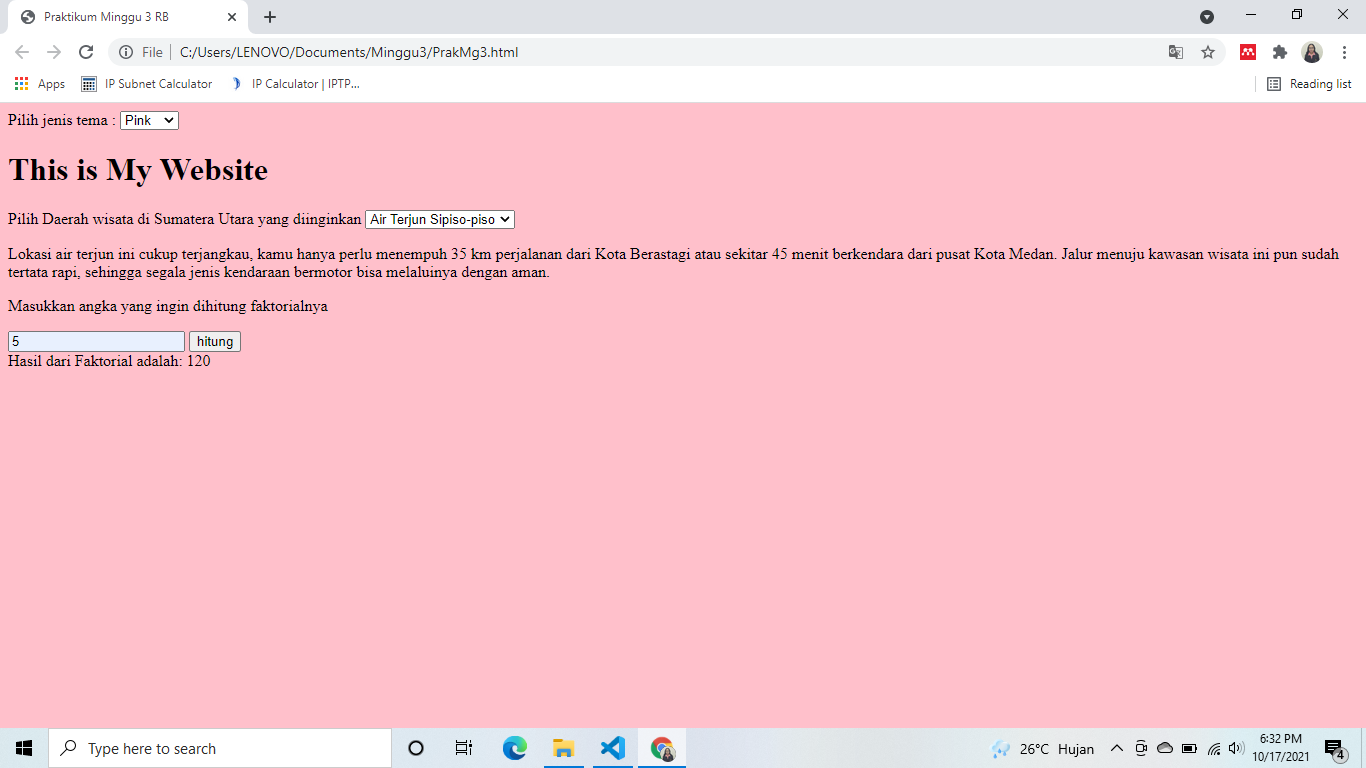 Praktikum Minggu 3 RB
File
C:/Users/LENOVO/Documents/Minggu3/PrakMg3.html
Apps
IP Subnet Calculator
IP Calculator | IPTP...
Reading list
Pilih jenis tema : Pink
This is My Website
Pilih Daerah wisata di Sumatera Utara yang diinginkan Air Terjun Sipiso-piso
Lokasi air terjun ini cukup terjangkau, kamu hanya perlu menempuh 35 km perjalanan dari Kota Berastagi atau sekitar 45 menit berkendara dari pusat Kota Medan. Jalur menuju kawasan wisata ini pun sudah
tertata rapi, sehingga segala jenis kendaraan bermotor bisa melaluinya dengan aman.
Masukkan angka yang ingin dihitung faktorialnya
5 hitung
Hasil dari Faktorial adalah: 120
Type here to search
26°C Hujan
6:32 PM
10/17/2021
4